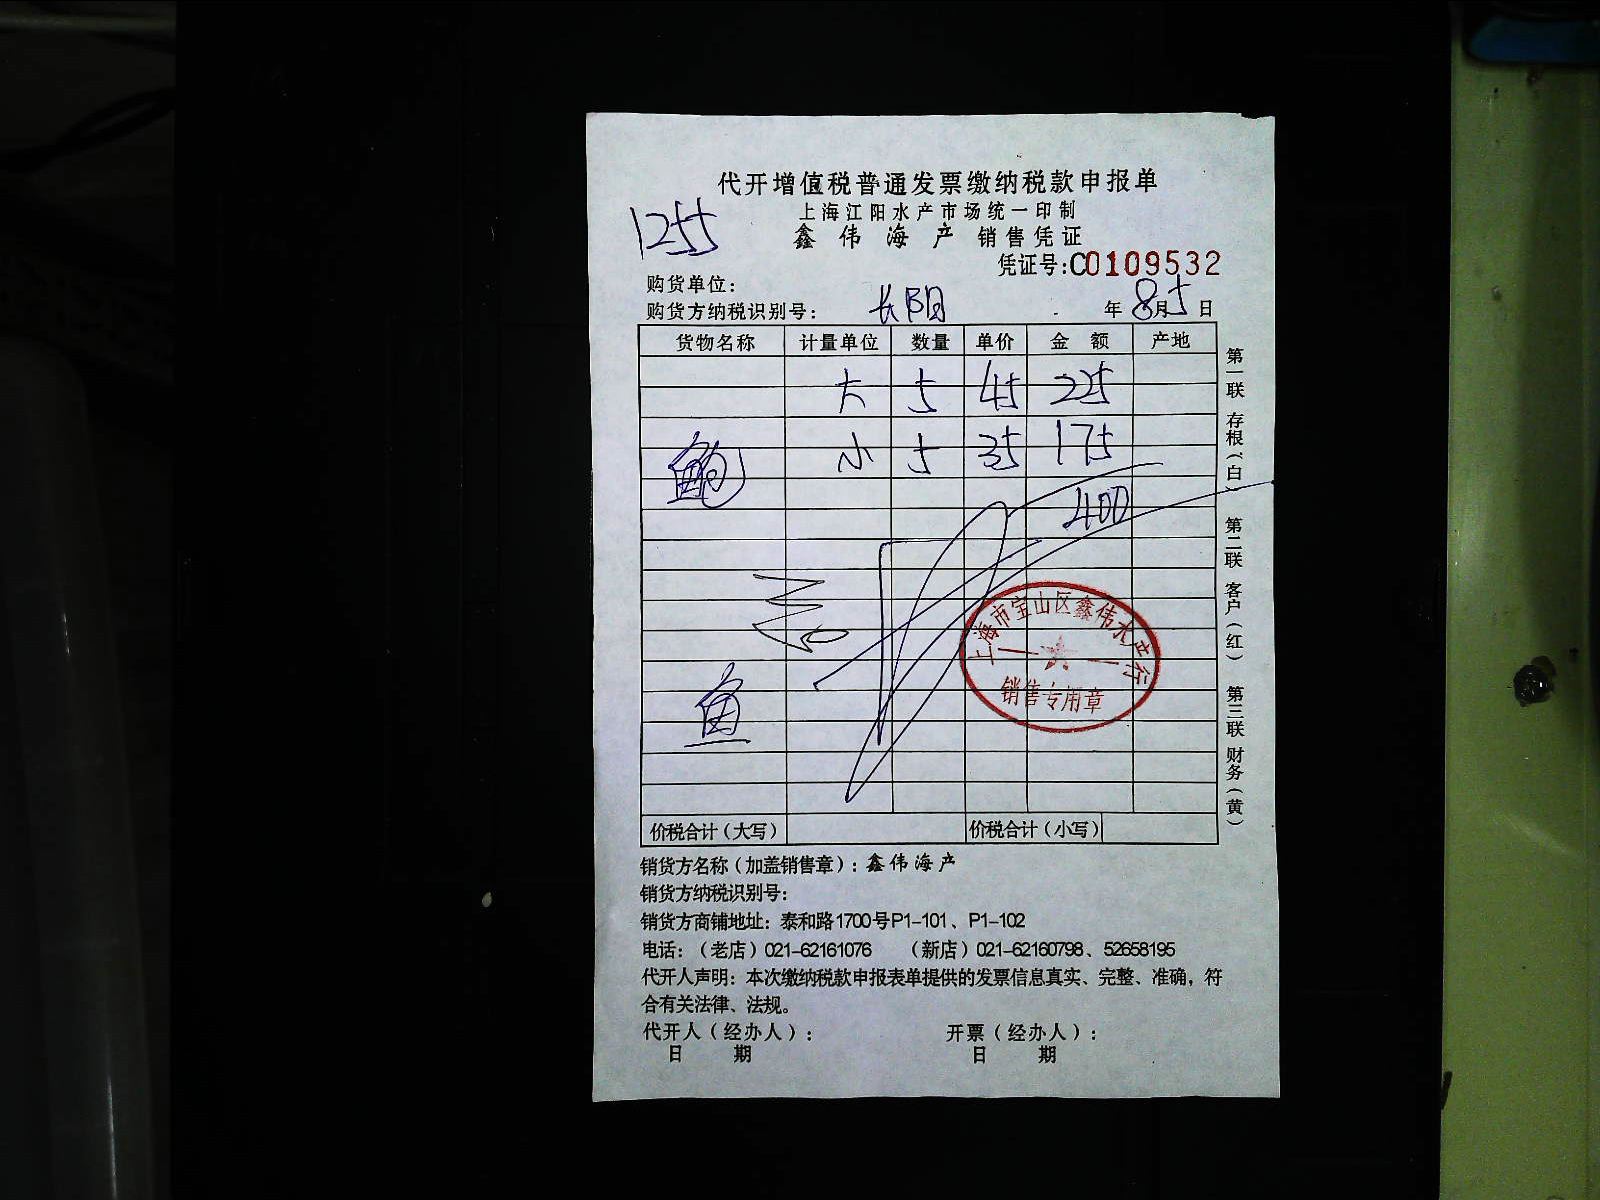 代开增值税普通发票缴纳税款申报单
上海江阳水产市场统一印制
1255
鑫伟海产 销售凭证
凭证号:C0109532
购货单位:
购货方纳税识别号: 长阳 年8月5日
货物名称 计量单位 数量 单价 金额 产地
大 5 45 225
鲍 小 5 35 175
400
鱼
价税合计(大写) 价税合计(小写)
第一联 存根(白) 第二联 客户(红) 第三联 财务(黄)
上海市宝山区鑫伟水产行
销售专用章
销货方名称(加盖销售章):鑫伟海产
销货方纳税识别号:
销货方商铺地址:泰和路1700号P1-101、P1-102
电话:(老店)021-62161076 (新店)021-62160798、52658195
代开人声明:本次缴纳税款申报表单提供的发票信息真实、完整、准确,符
合有关法律、法规。
代开人(经办人): 开票(经办人):
日期 日期